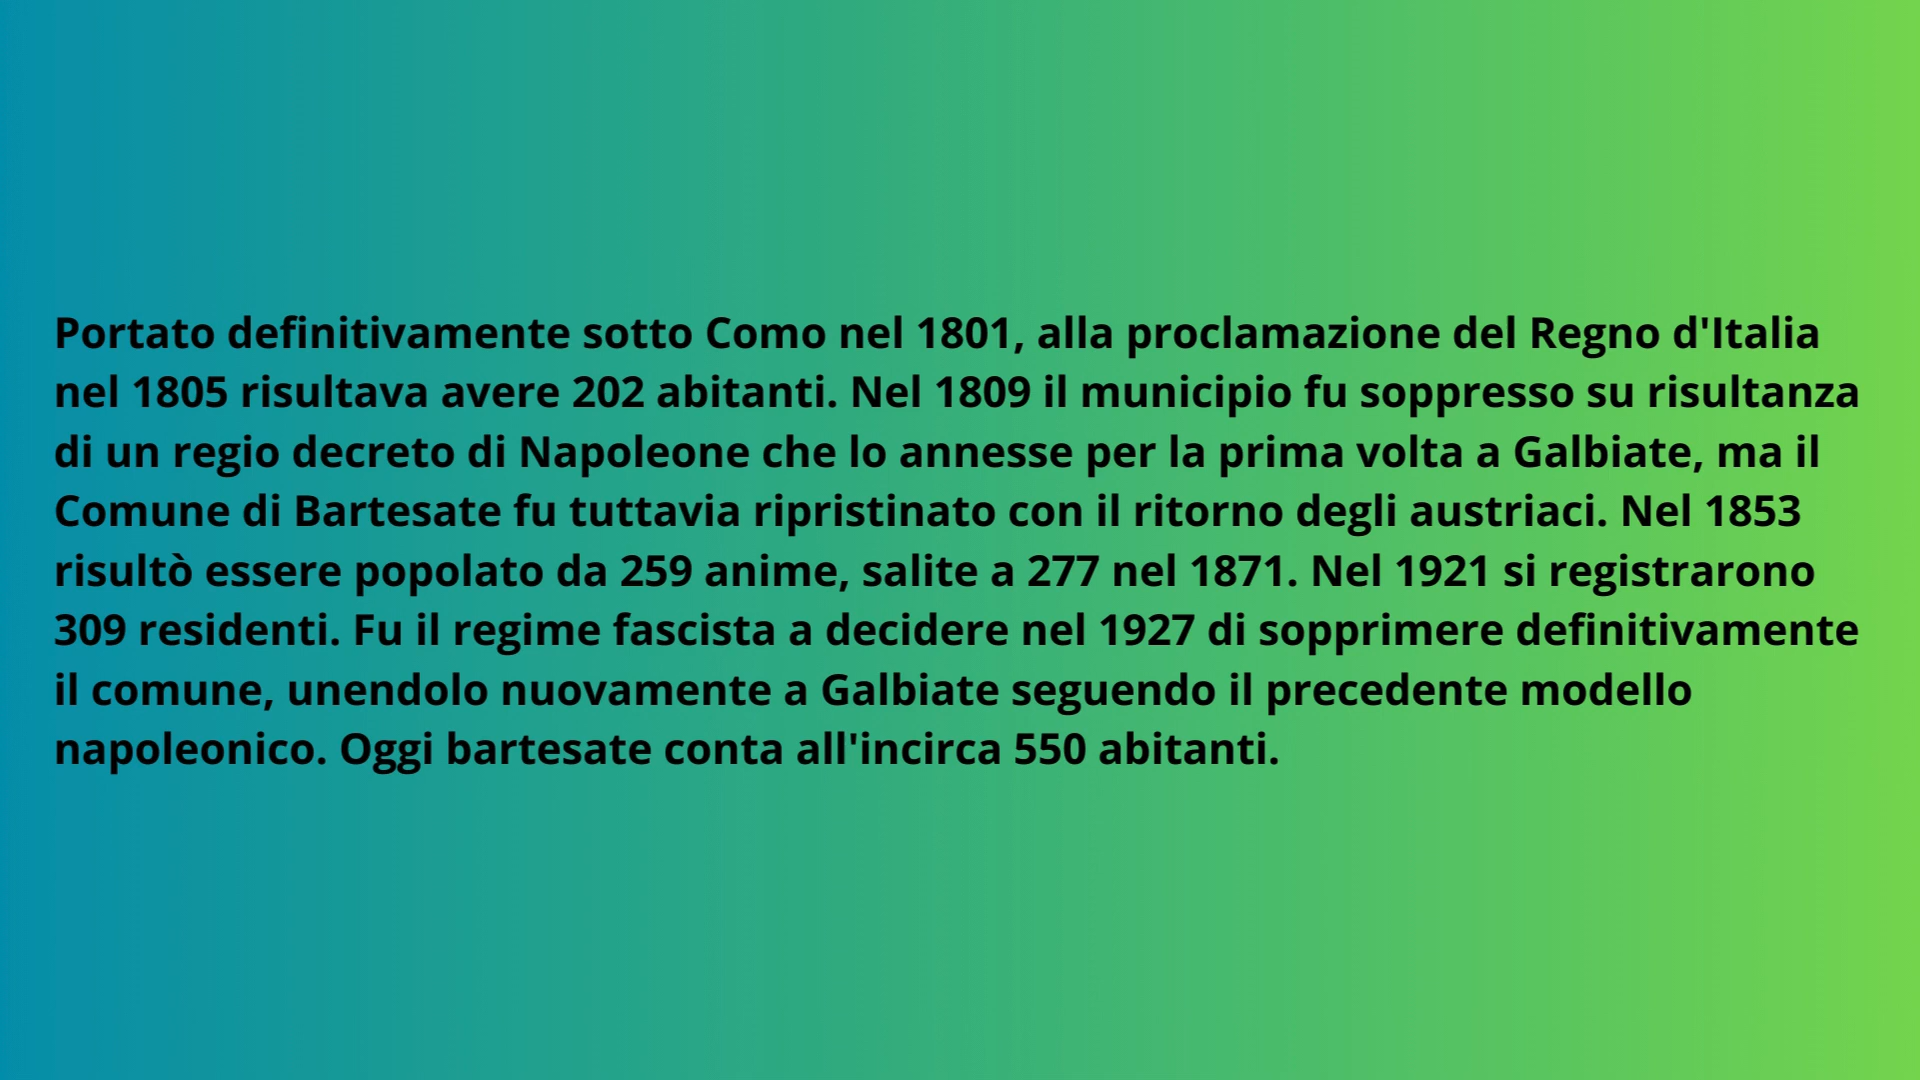 Portato definitivamente sotto Como nel 1801, alla proclamazione del Regno d'Italia
nel 1805 risultava avere 202 abitanti. Nel 1809 il municipio fu soppresso su risultanza
di un regio decreto di Napoleone che lo annesse per la prima volta a Galbiate, ma il
Comune di Bartesate fu tuttavia ripristinato con il ritorno degli austriaci. Nel 1853
risultò essere popolato da 259 anime, salite a 277 nel 1871. Nel 1921 si registrarono
309 residenti. Fu il regime fascista a decidere nel 1927 di sopprimere definitivamente
il comune, unendolo nuovamente a Galbiate seguendo il precedente modello
napoleonico. Oggi bartesate conta all'incirca 550 abitanti.